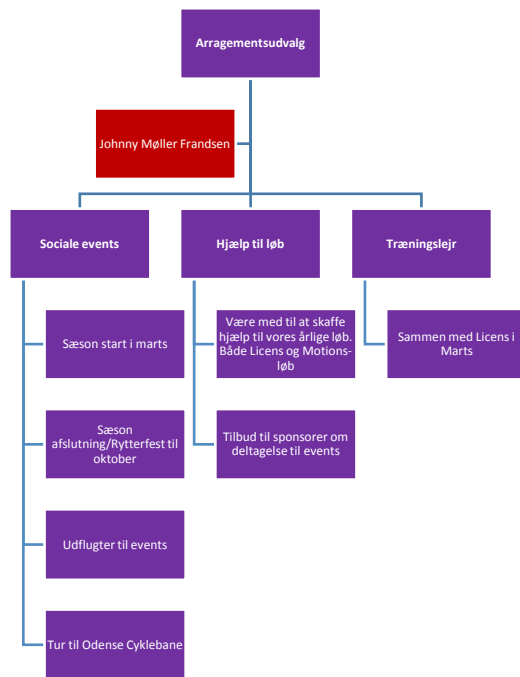 Arragementsudvalg
Johnny Møller Frandsen
Sociale events
Hjælp til løb
Træningslejr
Sæson start i marts
Sæson
afslutning/Rytterfest til
oktober
Udflugter til events
Tur til Odense Cyklebane
Være med til at skaffe
hjælp til vores årlige løb.
Både Licens og Motions-
løb
Tilbud til sponsorer om
deltagelse til events
Sammen med Licens i
Marts